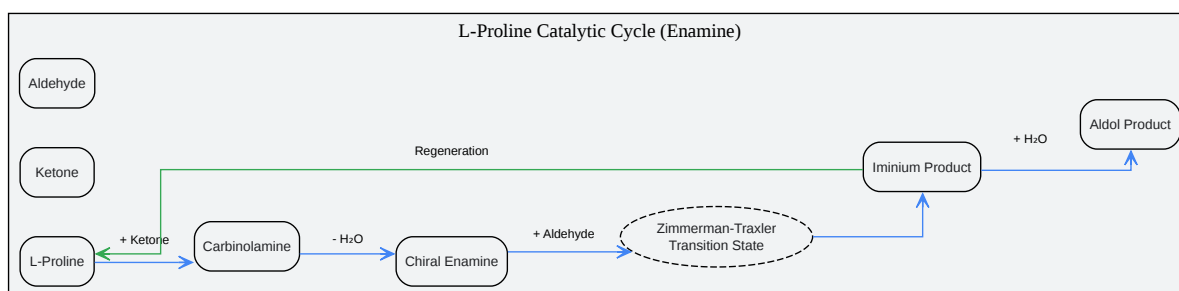 L-Proline Catalytic Cycle (Enamine)
Aldehyde
Aldol Product
+ H₂O
Regeneration
Iminium Product
Ketone
+ Ketone
Carbinolamine
- H₂O
+ Aldehyde
Zimmerman-Traxler
Transition State
L-Proline
Chiral Enamine